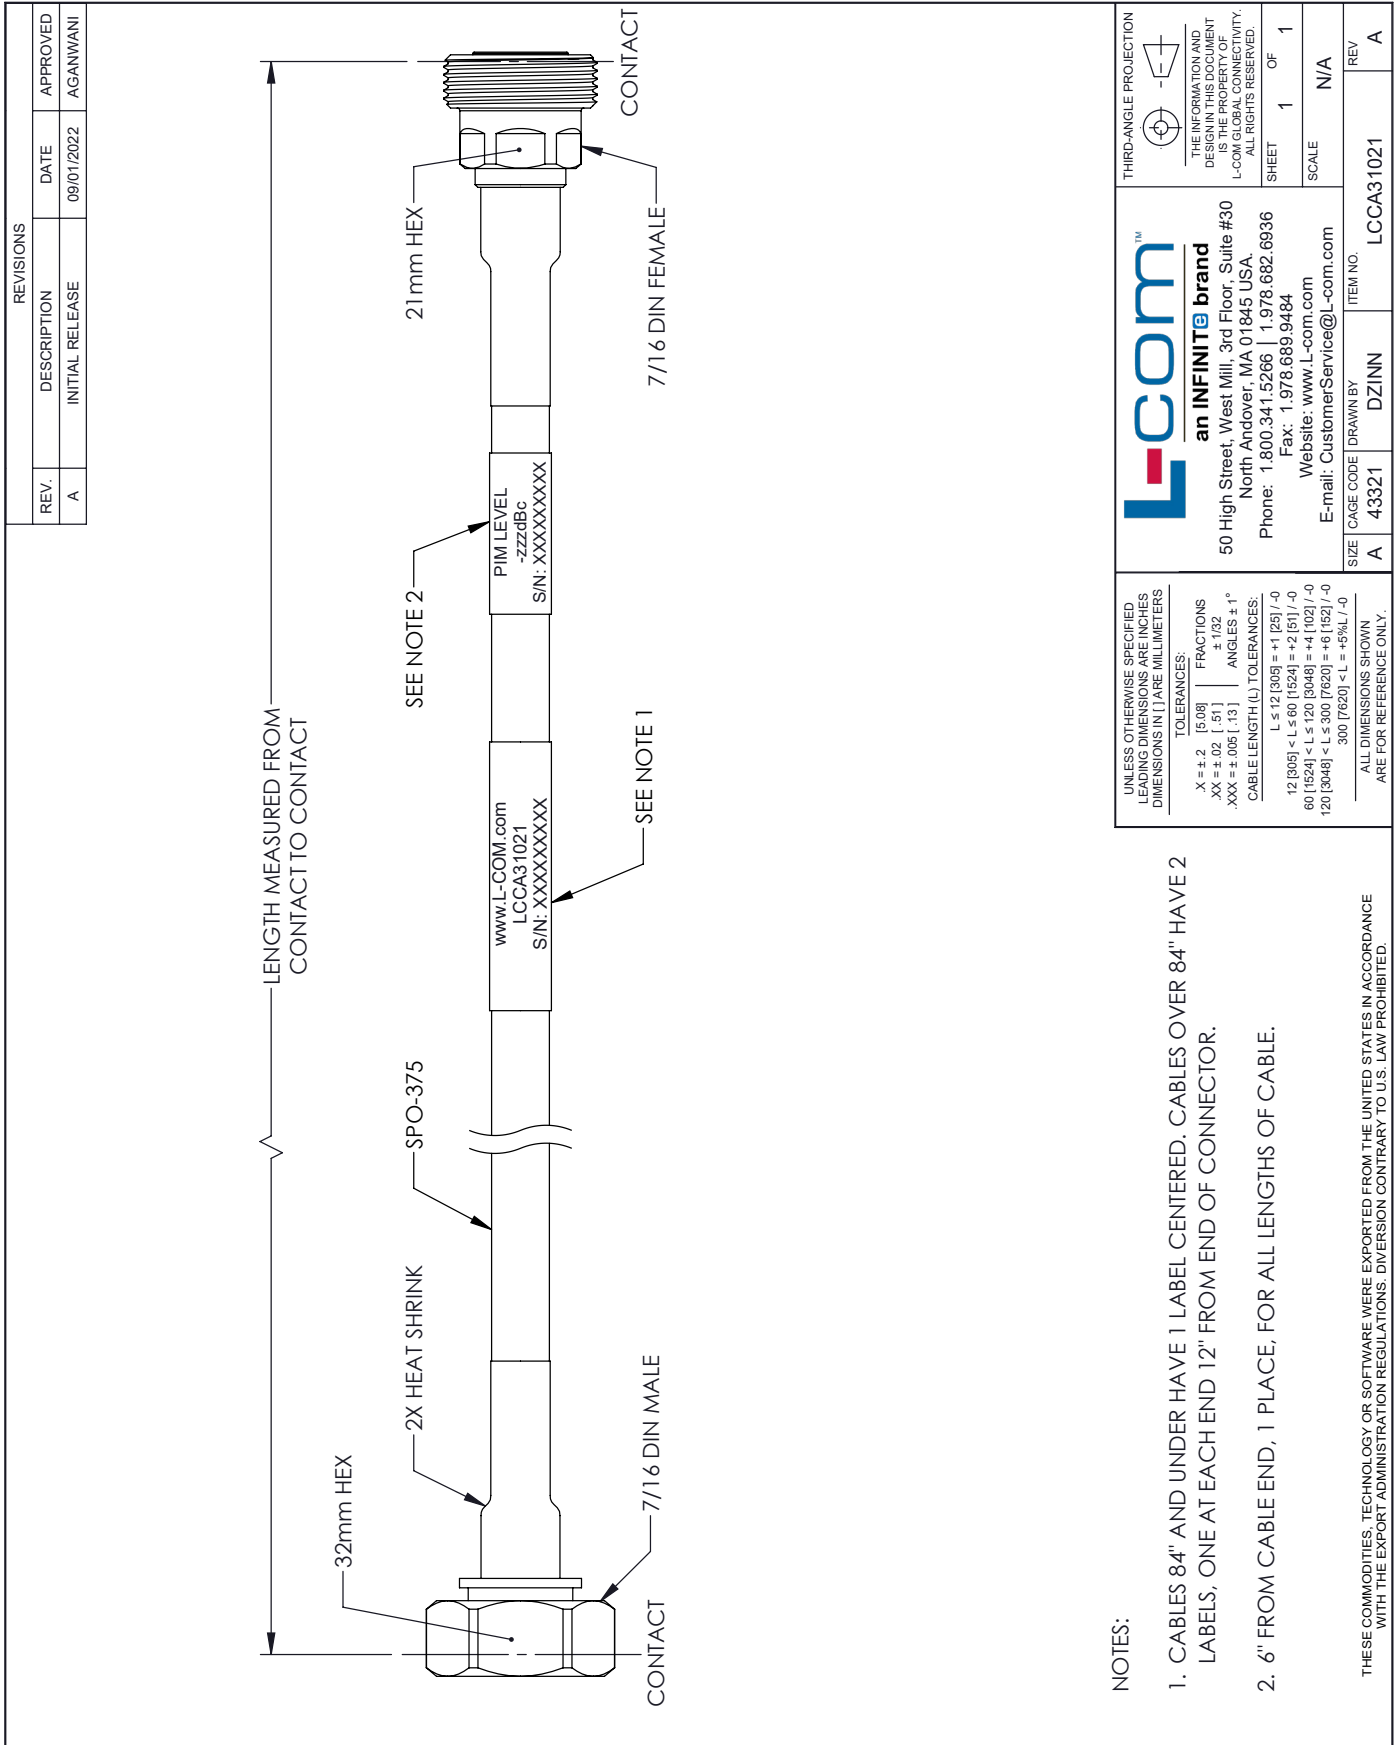 REVISIONS
REV.
DESCRIPTION
DATE
APPROVED
A
INITIAL RELEASE
09/01/2022
AGANWANI
LENGTH MEASURED FROM
CONTACT TO CONTACT
32mm HEX
2X HEAT SHRINK
SPO-375
SEE NOTE 2
21mm HEX
www.L-COM.com
LCCA31021
S/N: XXXXXXXXXX
PIM LEVEL
-zzzdBc
S/N: XXXXXXXXXX
CONTACT
7/16 DIN MALE
SEE NOTE 1
7/16 DIN FEMALE
CONTACT
NOTES:
1. CABLES 84" AND UNDER HAVE 1 LABEL CENTERED. CABLES OVER 84" HAVE 2
LABELS, ONE AT EACH END 12" FROM END OF CONNECTOR.
2. 6" FROM CABLE END, 1 PLACE, FOR ALL LENGTHS OF CABLE.
THESE COMMODITIES, TECHNOLOGY OR SOFTWARE WERE EXPORTED FROM THE UNITED STATES IN ACCORDANCE
WITH THE EXPORT ADMINISTRATION REGULATIONS. DIVERSION CONTRARY TO U.S. LAW PROHIBITED.
UNLESS OTHERWISE SPECIFIED
LEADING DIMENSIONS ARE INCHES
DIMENSIONS IN [ ] ARE MILLIMETERS
TOLERANCES:
.X = ± .2 [5.08]
FRACTIONS
.XX = ± .02 [ .51]
± 1/32
.XXX = ± .005 [ .13]
ANGLES ± 1°
CABLE LENGTH (L) TOLERANCES:
L ≤ 12 [305] = +1 [25] / -0
12 [305] < L ≤ 60 [1524] = +2 [51] / -0
60 [1524] < L ≤ 120 [3048] = +4 [102] / -0
120 [3048] < L ≤ 300 [7620] = +6 [152] / -0
300 [7620] < L = +5%L / -0
ALL DIMENSIONS SHOWN
ARE FOR REFERENCE ONLY.
L-com™
an INFINITe brand
50 High Street, West Mill, 3rd Floor, Suite #30
North Andover, MA 01845 USA.
Phone: 1.800.341.5266 | 1.978.682.6936
Fax: 1.978.689.9484
Website: www.L-com.com
E-mail: CustomerService@L-com.com
THIRD-ANGLE PROJECTION
THE INFORMATION AND
DESIGN IN THIS DOCUMENT
IS THE PROPERTY OF
L-COM GLOBAL CONNECTIVITY.
ALL RIGHTS RESERVED.
SHEET
1 OF 1
SCALE
N/A
SIZE
A
CAGE CODE
43321
DRAWN BY
DZINN
ITEM NO.
LCCA31021
REV
A